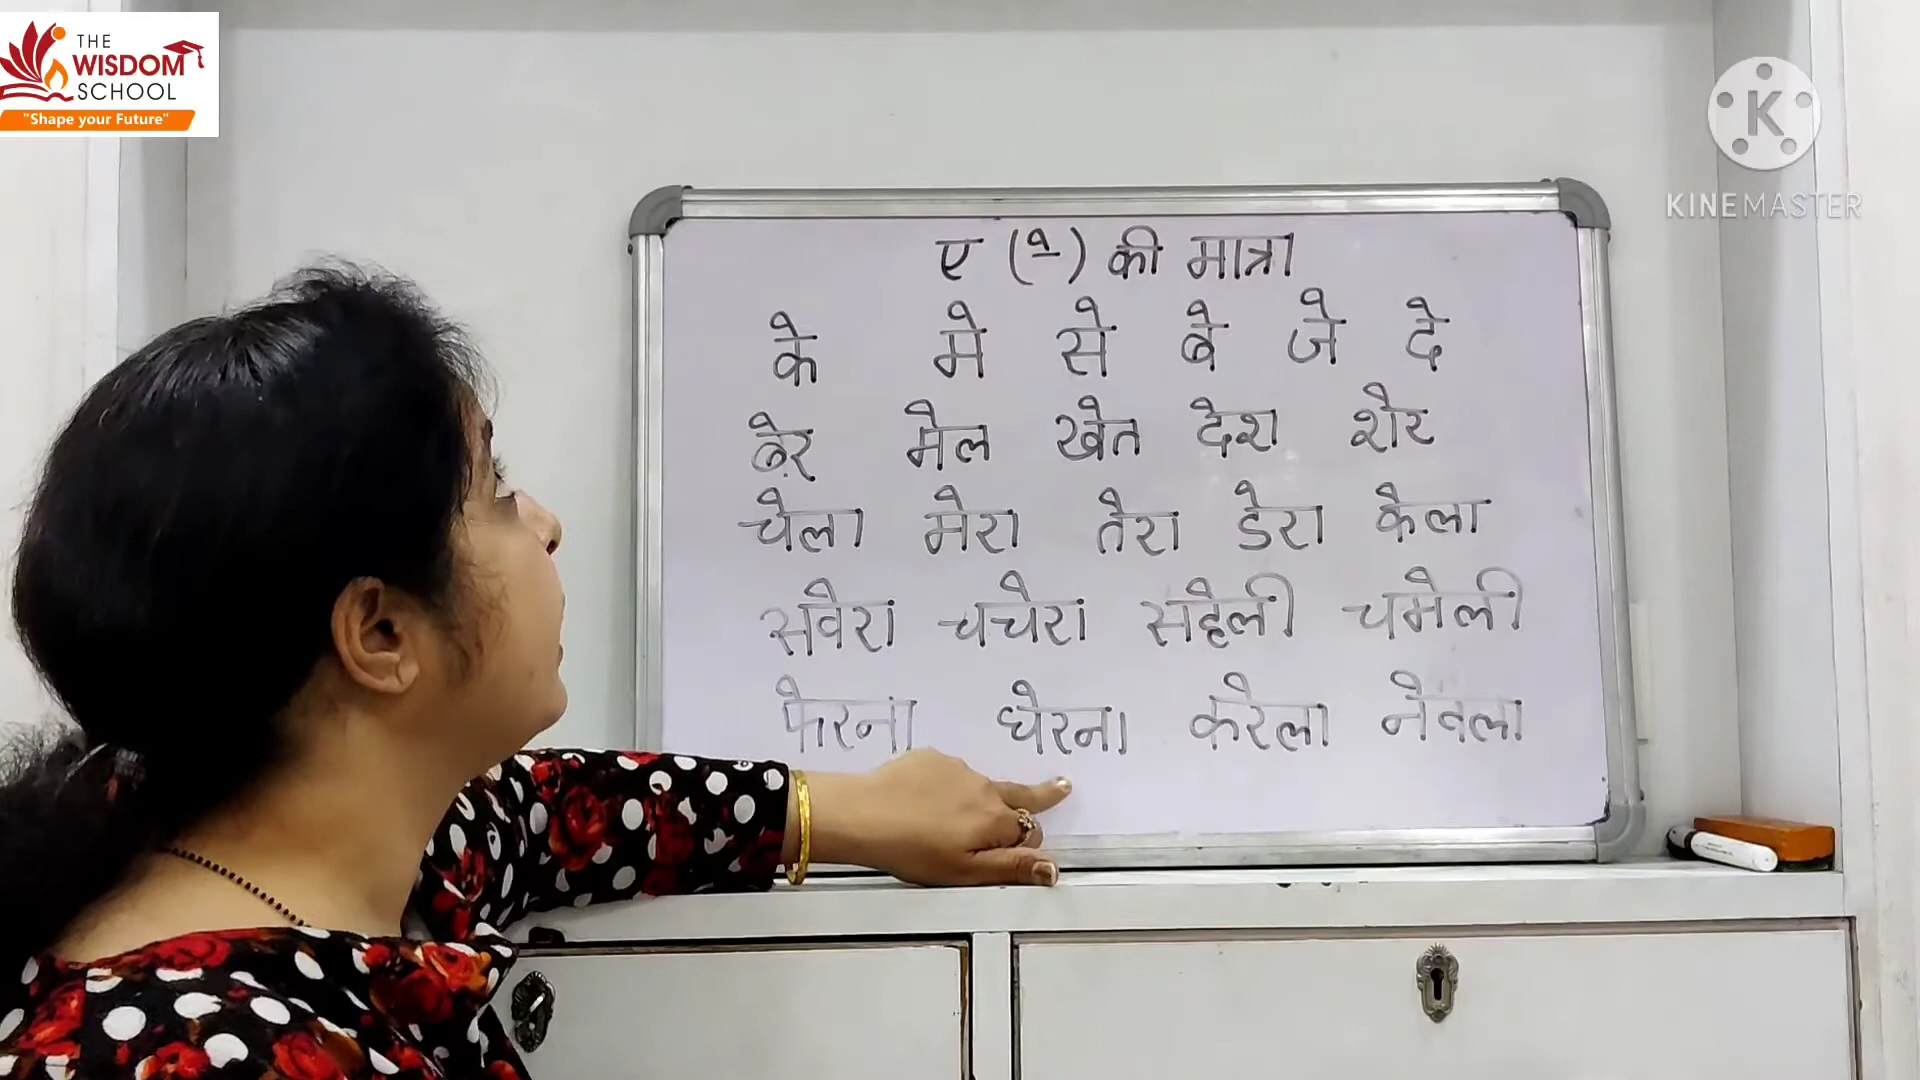 THE
WISDOM
SCHOOL
"Shape your Future"
K
KINEMASTER
ए (े) की मात्रा
के मे से बे जे दे
बेर मेल खेत देश शेर
चेला मेरा तेरा डेरा केला
सवेरा चचेरा सहेली चमेली
फेरना घेरना करेला नेवला